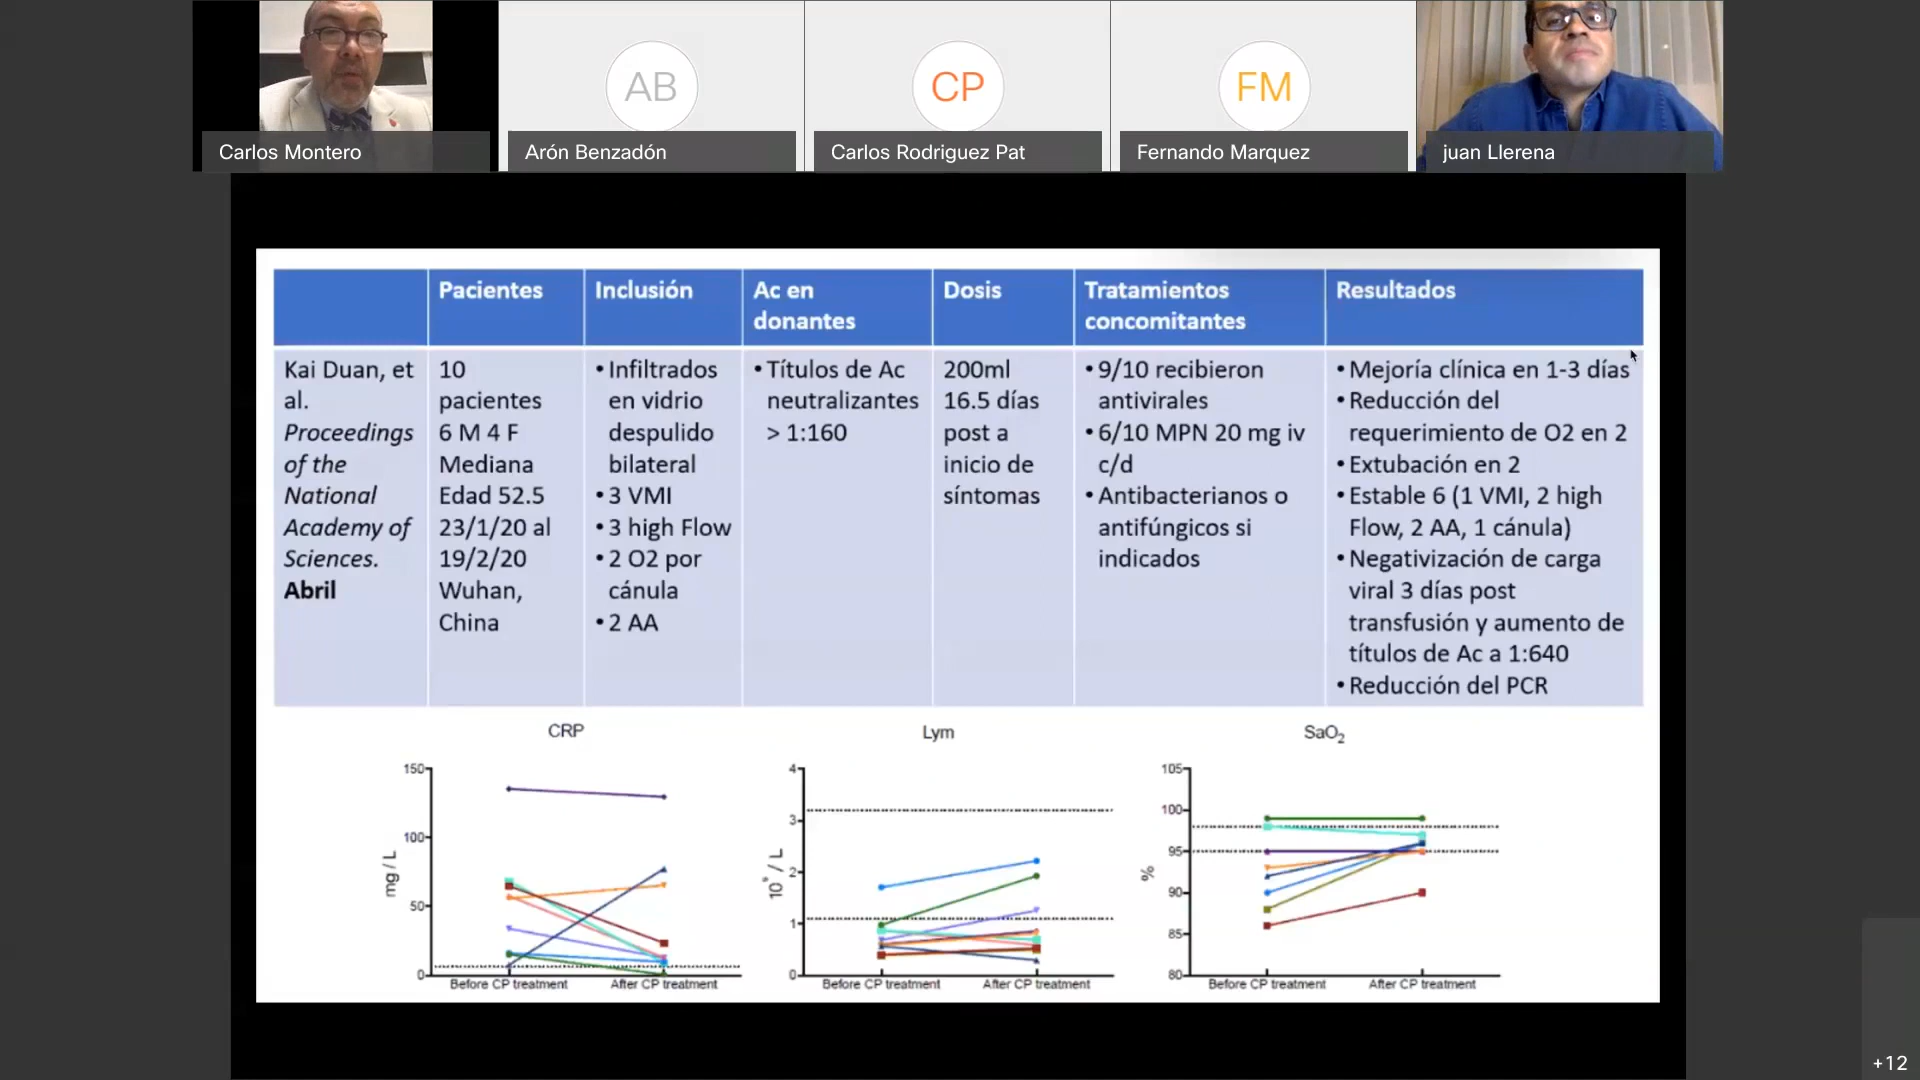 AB
CP
FM
Carlos Montero
Arón Benzadón
Carlos Rodriguez Pat
Fernando Marquez
juan Llerena
Pacientes
Inclusión
Ac en
donantes
Dosis
Tratamientos
concomitantes
Resultados
Kai Duan, et
al.
Proceedings
of the
National
Academy of
Sciences.
Abril
10
pacientes
6 M 4 F
Mediana
Edad 52.5
23/1/20 al
19/2/20
Wuhan,
China
• Infiltrados
en vidrio
despulido
bilateral
• 3 VMI
• 3 high Flow
• 2 O2 por
cánula
• 2 AA
• Títulos de Ac
neutralizantes
> 1:160
200ml
16.5 días
post a
inicio de
síntomas
• 9/10 recibieron
antivirales
• 6/10 MPN 20 mg iv
c/d
• Antibacterianos o
antifúngicos si
indicados
• Mejoría clínica en 1-3 días
• Reducción del
requerimiento de O2 en 2
• Extubación en 2
• Estable 6 (1 VMI, 2 high
Flow, 2 AA, 1 cánula)
• Negativización de carga
viral 3 días post
transfusión y aumento de
títulos de Ac a 1:640
• Reducción del PCR
CRP
150
100
50
0
mg / L
Before CP treatment
After CP treatment
Lym
4
3
2
1
0
10⁹ / L
Before CP treatment
After CP treatment
SaO₂
105
100
95
90
85
80
%
Before CP treatment
After CP treatment
+12